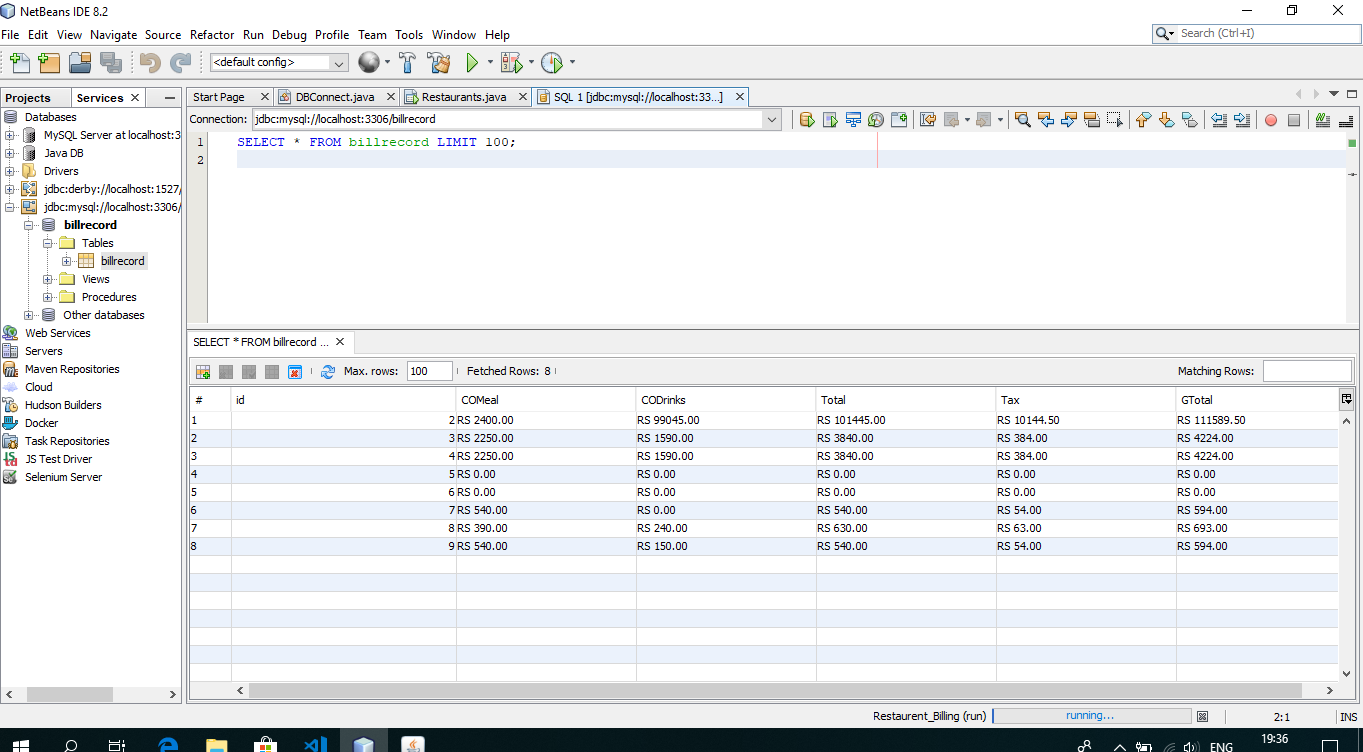 NetBeans IDE 8.2
File Edit View Navigate Source Refactor Run Debug Profile Team Tools Window Help
Search (Ctrl+I)
<default config>
Projects Services
Start Page DBConnect.java Restaurants.java SQL 1 [jdbc:mysql://localhost:33...]
Databases
MySQL Server at localhost:3
Java DB
Drivers
jdbc:derby://localhost:1527/
jdbc:mysql://localhost:3306/
billrecord
Tables
billrecord
Views
Procedures
Other databases
Web Services
Servers
Maven Repositories
Cloud
Hudson Builders
Docker
Task Repositories
JS Test Driver
Selenium Server
Connection: jdbc:mysql://localhost:3306/billrecord
1 SELECT * FROM billrecord LIMIT 100;
2
SELECT * FROM billrecord ...
Max. rows: 100 Fetched Rows: 8 Matching Rows:
# id COMeal CODrinks Total Tax GTotal
1 2 RS 2400.00 RS 99045.00 RS 101445.00 RS 10144.50 RS 111589.50
2 3 RS 2250.00 RS 1590.00 RS 3840.00 RS 384.00 RS 4224.00
3 4 RS 2250.00 RS 1590.00 RS 3840.00 RS 384.00 RS 4224.00
4 5 RS 0.00 RS 0.00 RS 0.00 RS 0.00 RS 0.00
5 6 RS 0.00 RS 0.00 RS 0.00 RS 0.00 RS 0.00
6 7 RS 540.00 RS 0.00 RS 540.00 RS 54.00 RS 594.00
7 8 RS 390.00 RS 240.00 RS 630.00 RS 63.00 RS 693.00
8 9 RS 540.00 RS 150.00 RS 540.00 RS 54.00 RS 594.00
Restaurent_Billing (run) running... 2:1 INS
ENG 19:36